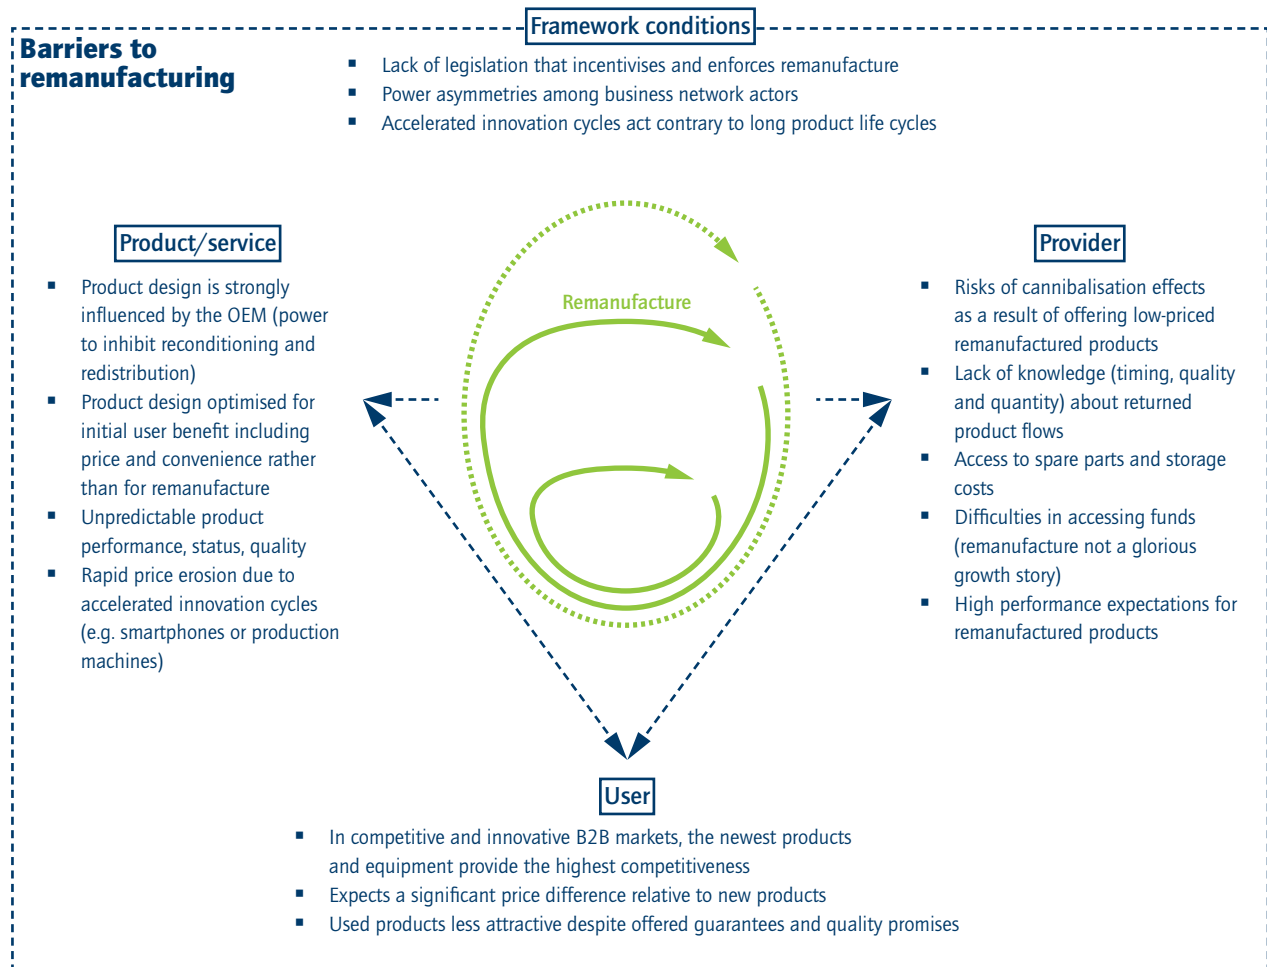 Framework conditions
Barriers to
remanufacturing
▪ Lack of legislation that incentivises and enforces remanufacture
▪ Power asymmetries among business network actors
▪ Accelerated innovation cycles act contrary to long product life cycles
Product/service
▪ Product design is strongly
influenced by the OEM (power
to inhibit reconditioning and
redistribution)
▪ Product design optimised for
initial user benefit including
price and convenience rather
than for remanufacture
▪ Unpredictable product
performance, status, quality
▪ Rapid price erosion due to
accelerated innovation cycles
(e.g. smartphones or production
machines)
Remanufacture
Provider
▪ Risks of cannibalisation effects
as a result of offering low-priced
remanufactured products
▪ Lack of knowledge (timing, quality
and quantity) about returned
product flows
▪ Access to spare parts and storage
costs
▪ Difficulties in accessing funds
(remanufacture not a glorious
growth story)
▪ High performance expectations for
remanufactured products
User
▪ In competitive and innovative B2B markets, the newest products
and equipment provide the highest competitiveness
▪ Expects a significant price difference relative to new products
▪ Used products less attractive despite offered guarantees and quality promises